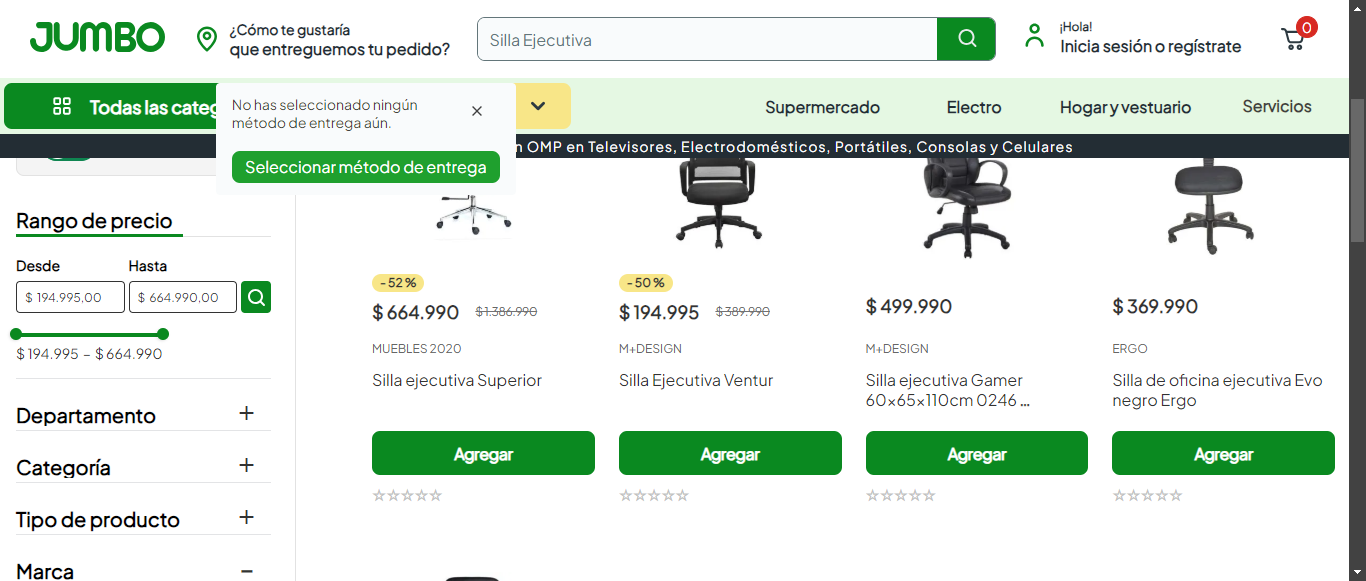 JUMBO
¿Cómo te gustaría
que entreguemos tu pedido?
Silla Ejecutiva
¡Hola!
Inicia sesión o regístrate
0
Todas las categ
No has seleccionado ningún
método de entrega aún.
Seleccionar método de entrega
Supermercado
Electro
Hogar y vestuario
Servicios
n OMP en Televisores, Electrodomésticos, Portátiles, Consolas y Celulares
Rango de precio
Desde
Hasta
$ 194.995,00
$ 664.990,00
$ 194.995 – $ 664.990
Departamento
Categoría
Tipo de producto
Marca
- 52 %
$ 664.990 $ 1.386.990
MUEBLES 2020
Silla ejecutiva Superior
Agregar
- 50 %
$ 194.995 $ 389.990
M+DESIGN
Silla Ejecutiva Ventur
Agregar
$ 499.990
M+DESIGN
Silla ejecutiva Gamer
60x65x110cm 0246 ...
Agregar
$ 369.990
ERGO
Silla de oficina ejecutiva Evo
negro Ergo
Agregar